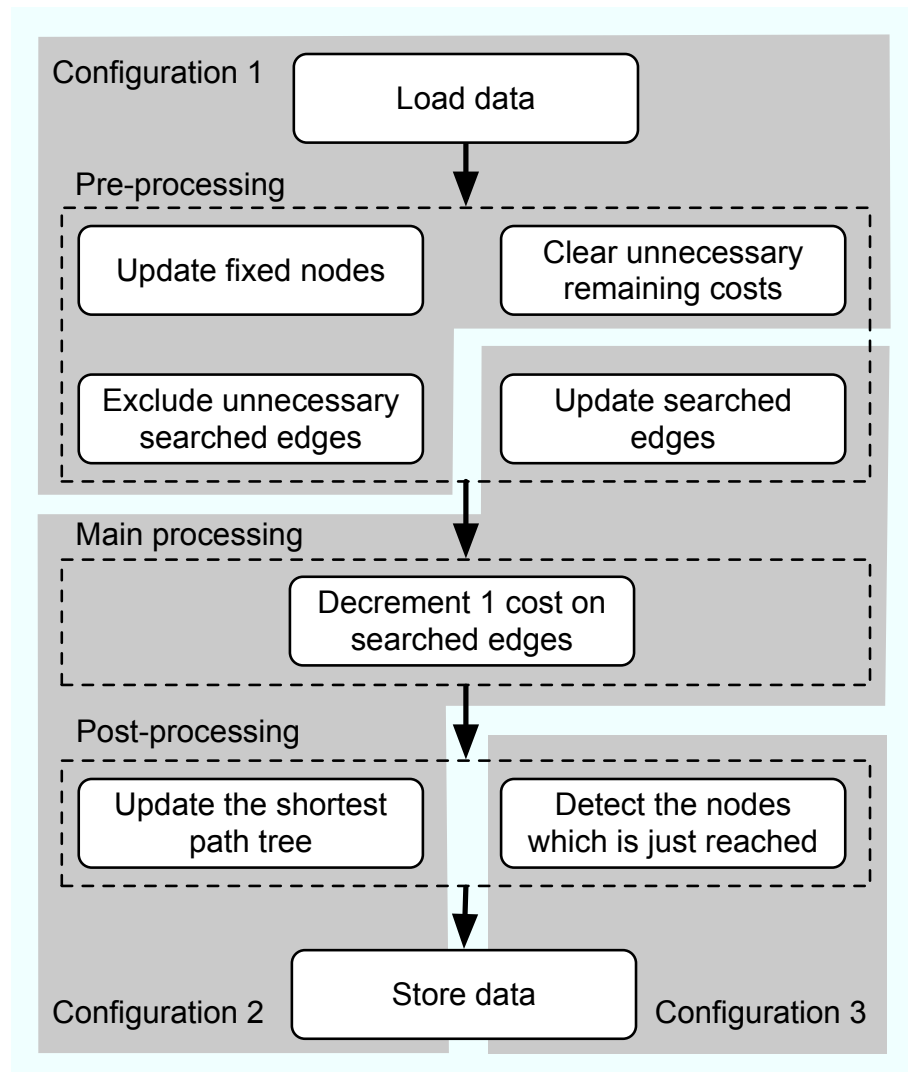 Configuration 1
Load data
Pre-processing
Update fixed nodes
Clear unnecessary
remaining costs
Exclude unnecessary
searched edges
Update searched
edges
Main processing
Decrement 1 cost on
searched edges
Post-processing
Update the shortest
path tree
Detect the nodes
which is just reached
Store data
Configuration 2
Configuration 3